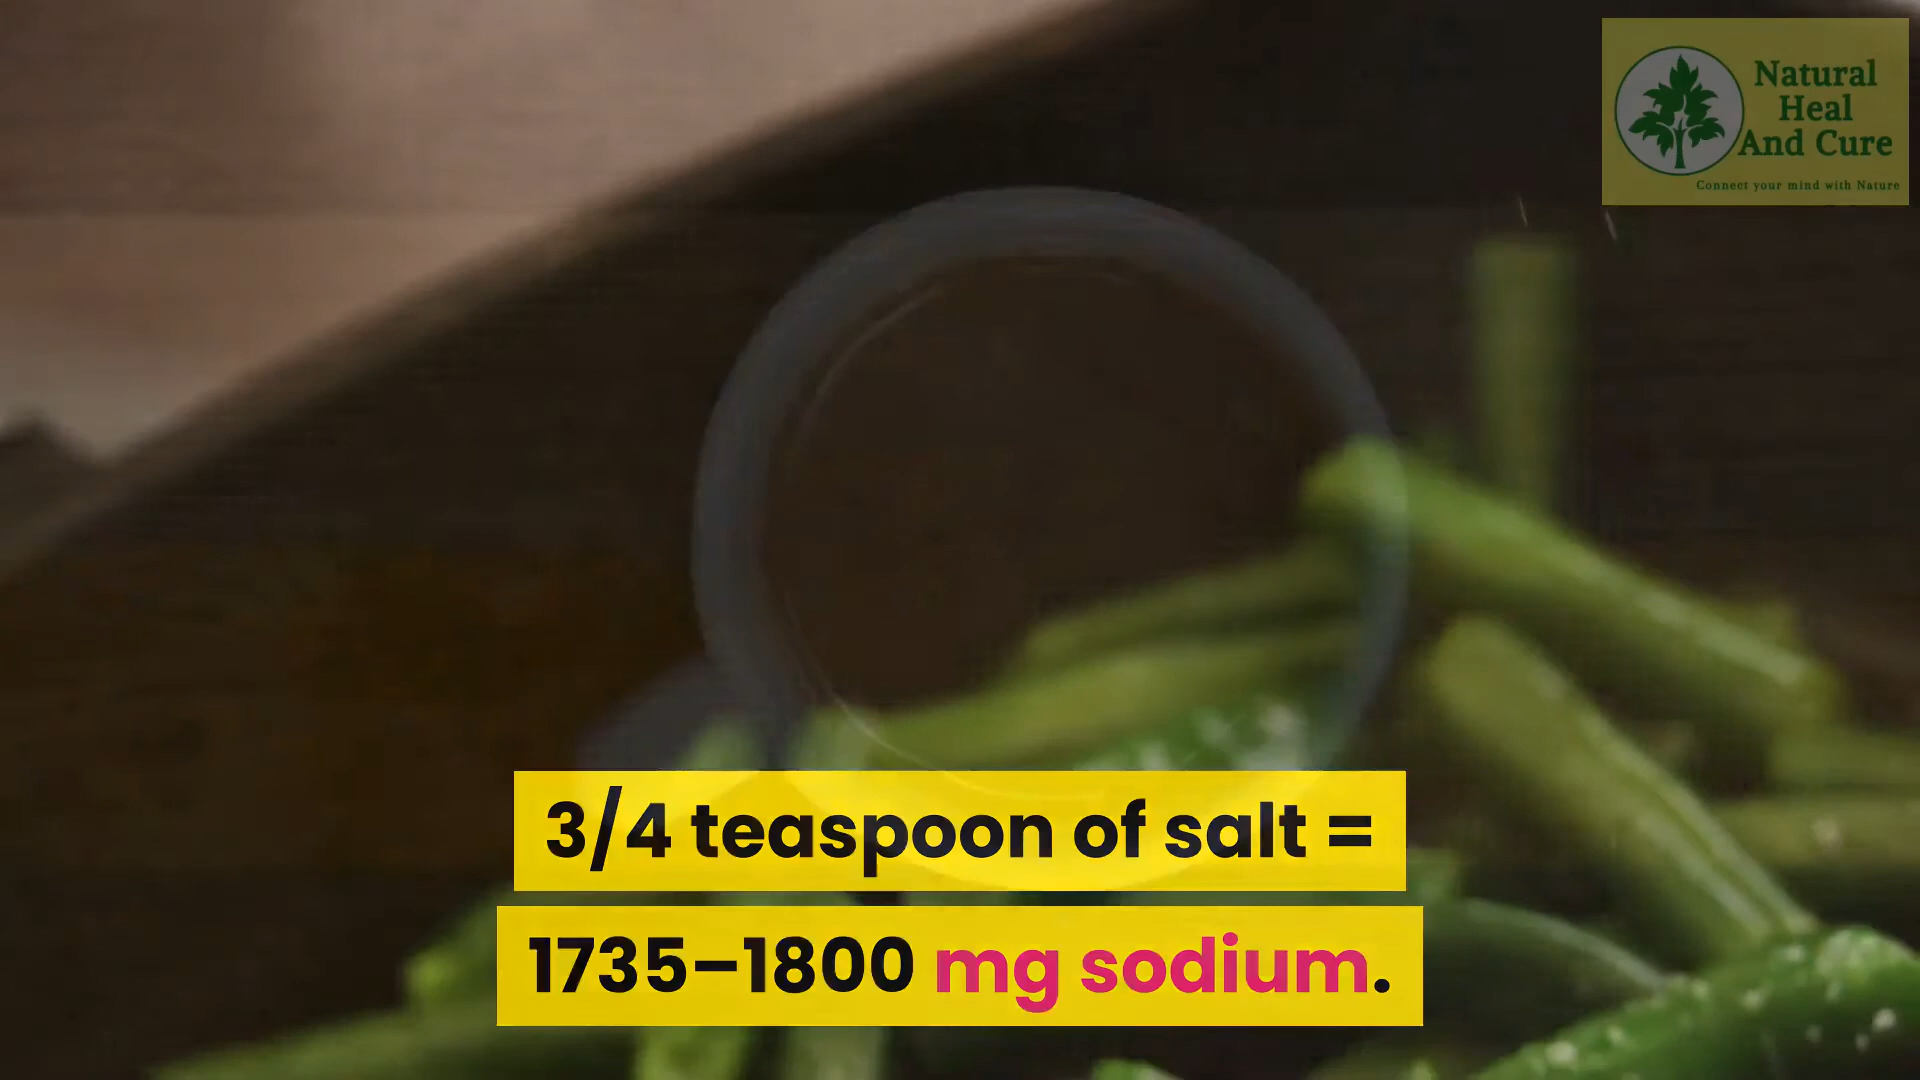 Natural
Heal
And Cure
Connect your mind with Nature
3/4 teaspoon of salt =
1735–1800 mg sodium.